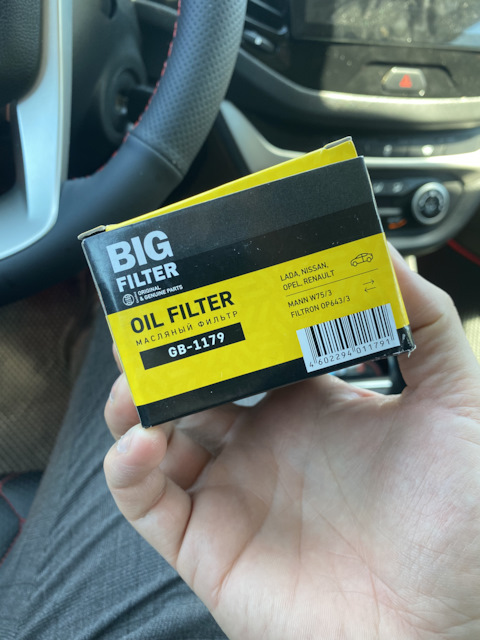 BIG
FILTER
ORIGINAL
& GENUINE PARTS
OIL FILTER
МАСЛЯНЫЙ ФИЛЬТР
GB-1179
LADA, NISSAN,
OPEL, RENAULT
MANN W75/3
FILTRON OP643/3
4602294011791